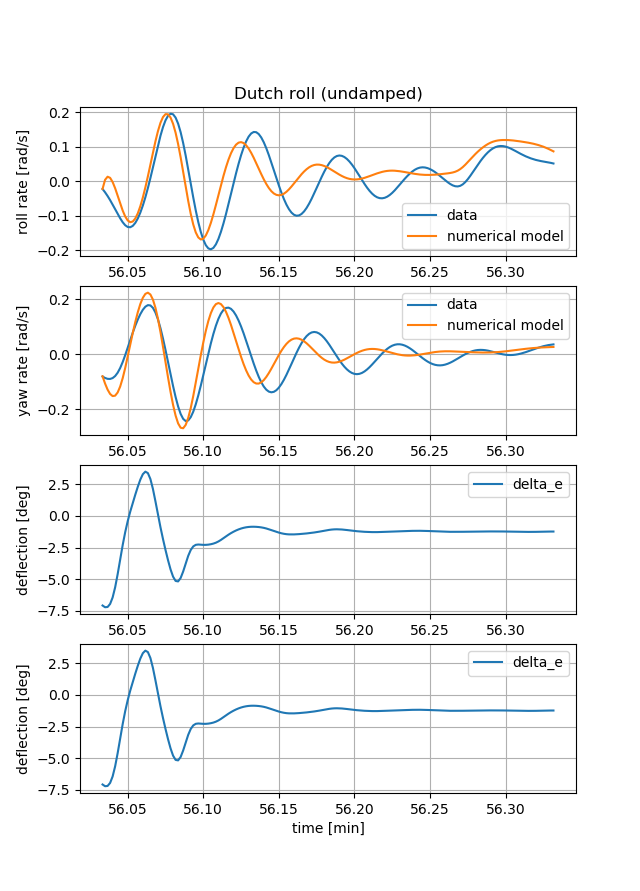 Dutch roll (undamped)
roll rate [rad/s]
0.2
0.1
0.0
−0.1
−0.2
data
numerical model
56.05 56.10 56.15 56.20 56.25 56.30
yaw rate [rad/s]
0.2
0.0
−0.2
data
numerical model
56.05 56.10 56.15 56.20 56.25 56.30
deflection [deg]
2.5
0.0
−2.5
−5.0
−7.5
delta_e
56.05 56.10 56.15 56.20 56.25 56.30
deflection [deg]
2.5
0.0
−2.5
−5.0
−7.5
delta_e
56.05 56.10 56.15 56.20 56.25 56.30
time [min]